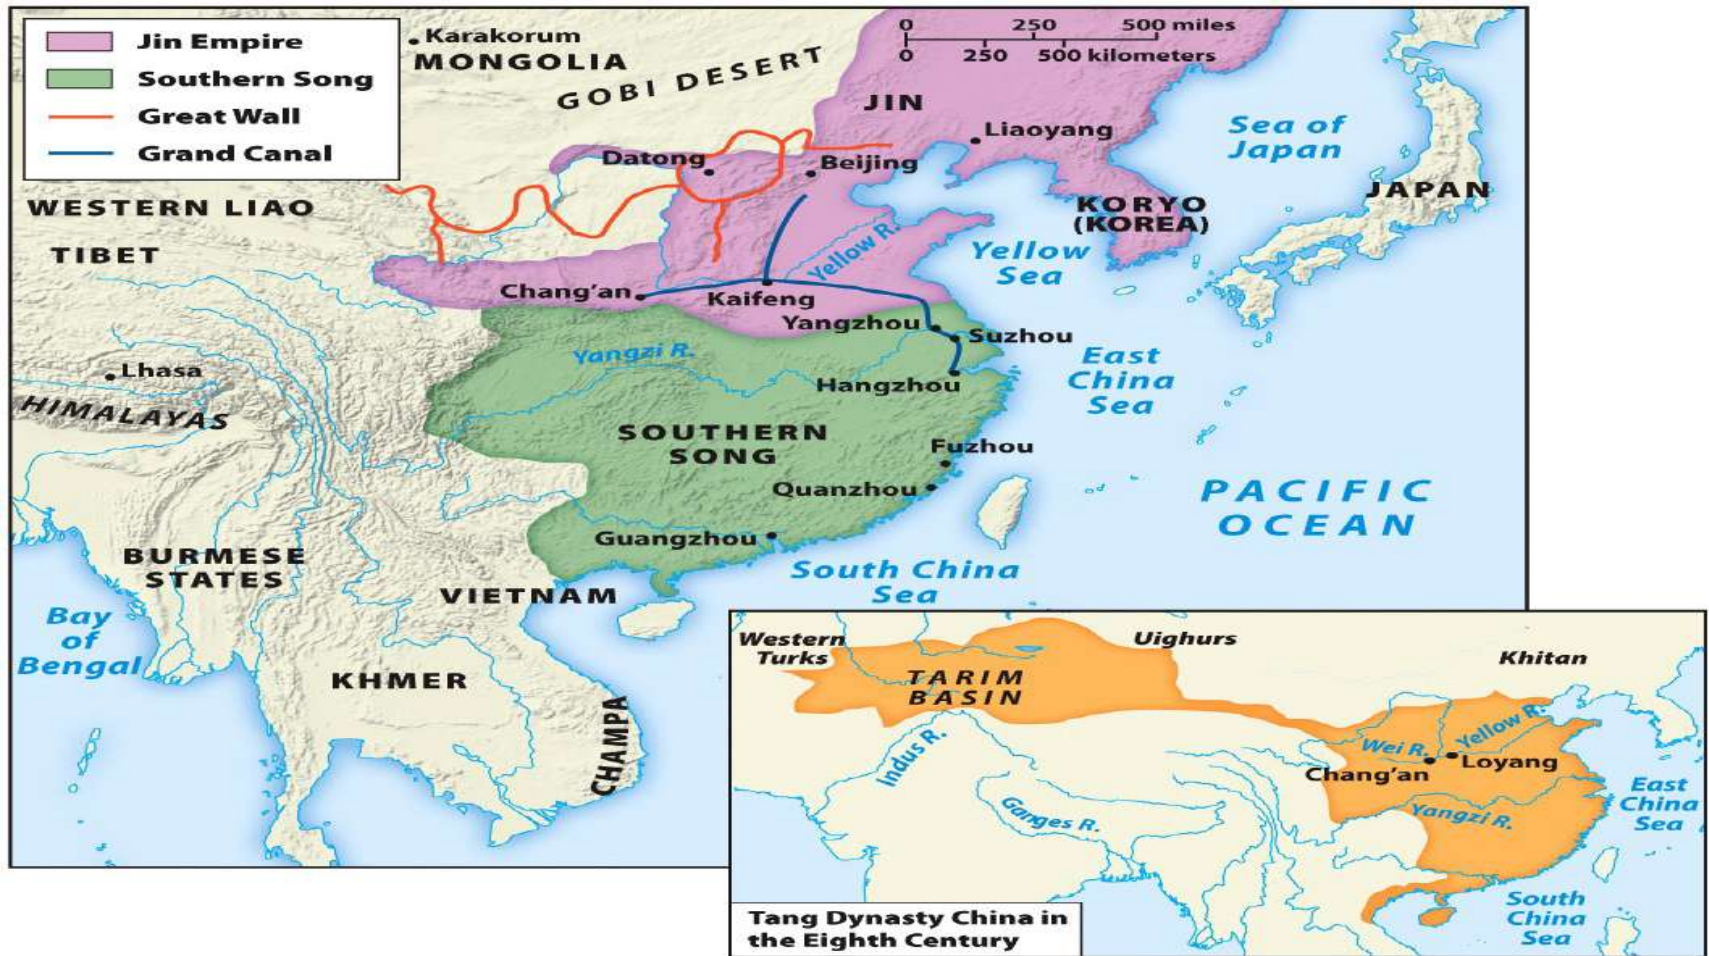 Jin Empire
Southern Song
Great Wall
Grand Canal
Karakorum
MONGOLIA
GOBI DESERT
0 250 500 miles
0 250 500 kilometers
JIN
Liaoyang
Sea of
Japan
Datong
Beijing
JAPAN
WESTERN LIAO
KORYO
(KOREA)
TIBET
Yellow R.
Yellow
Sea
Chang'an
Kaifeng
Yangzhou
Suzhou
Yangzi R.
East
China
Sea
Lhasa
Hangzhou
HIMALAYAS
SOUTHERN
SONG
Fuzhou
Quanzhou
PACIFIC
OCEAN
Guangzhou
BURMESE
STATES
South China
Sea
VIETNAM
Bay
of
Bengal
KHMER
CHAMPA
Western
Turks
Uighurs
Khitan
TARIM
BASIN
Indus R.
Wei R.
Yellow R.
Chang'an
Loyang
Ganges R.
Yangzi R.
East
China
Sea
South
China
Sea
Tang Dynasty China in
the Eighth Century